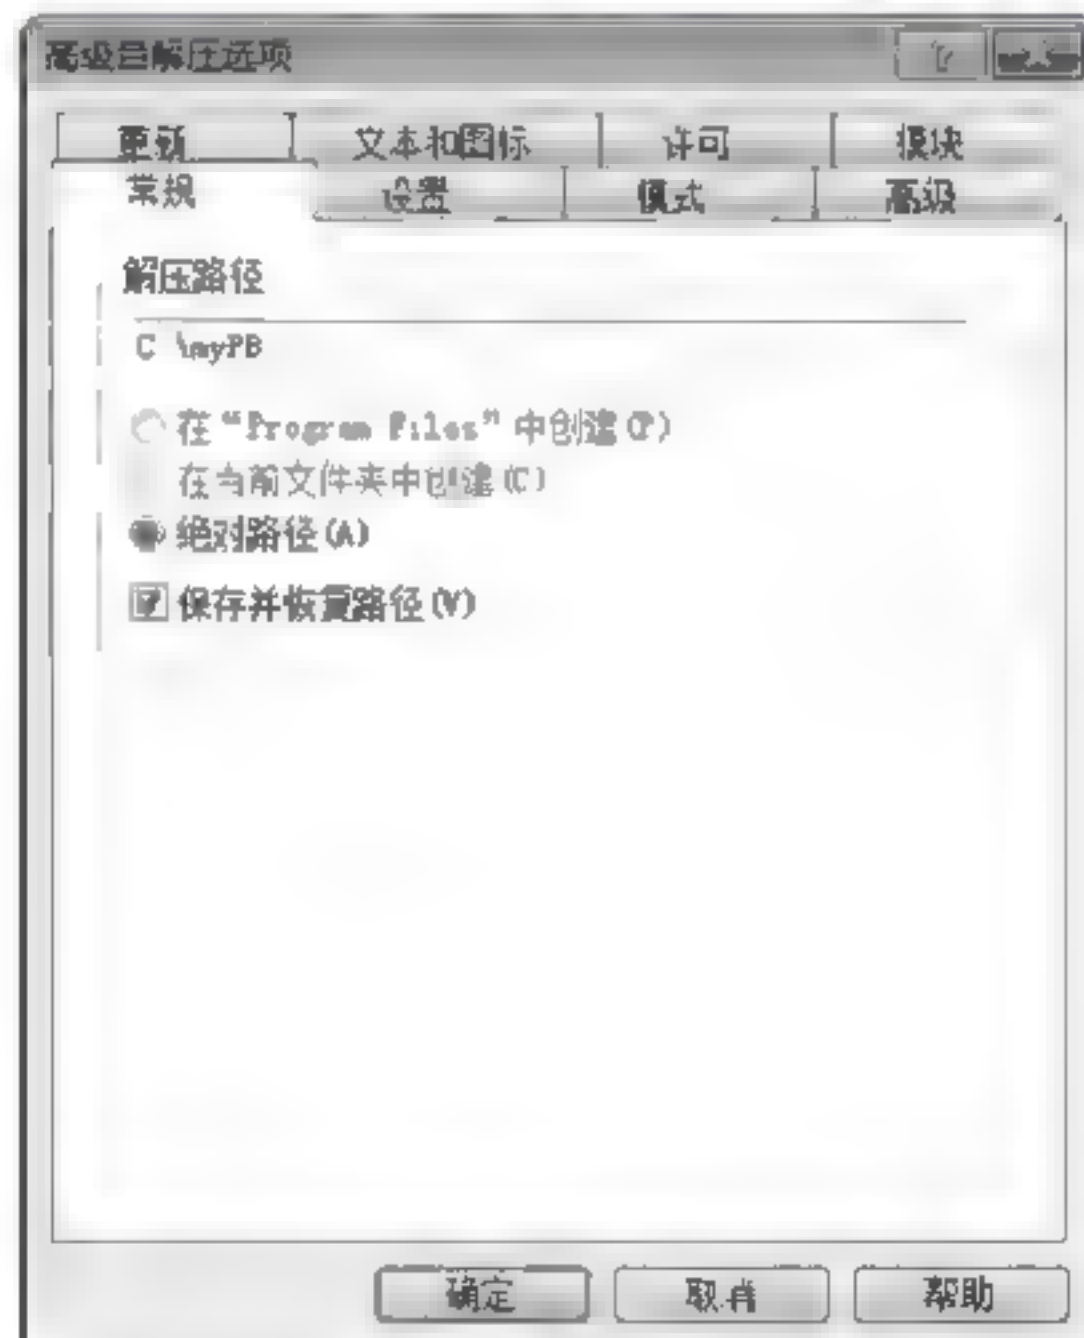 高级自解压选项
更新 文本和图标 许可 模块
常规 设置 模式 高级
解压路径
C \myPB
在“Program Files”中创建(P)
在当前文件夹中创建(C)
绝对路径(A)
保存并恢复路径(V)
确定 取消 帮助